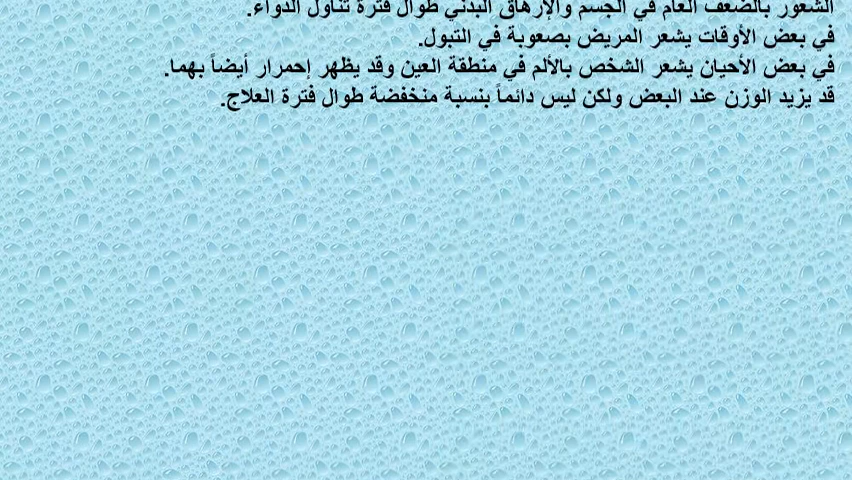 الشعور بالضعف العام في الجسم والإرهاق البدني طوال فترة تناول الدواء.
في بعض الأوقات يشعر المريض بصعوبة في التبول.
في بعض الأحيان يشعر الشخص بالألم في منطقة العين وقد يظهر إحمرار أيضاً بهما.
قد يزيد الوزن عند البعض ولكن ليس دائماً بنسبة منخفضة طوال فترة العلاج.